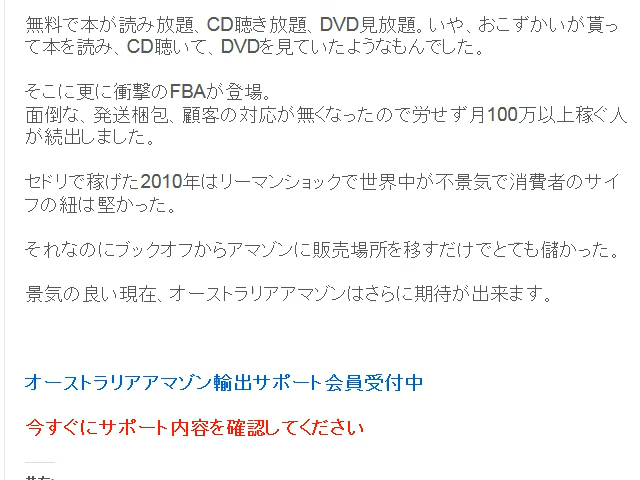 無料で本が読み放題、CD聴き放題、DVD見放題。いや、おこずかいが貰っ
て本を読み、CD聴いて、DVDを見ていたようなもんでした。
そこに更に衝撃のFBAが登場。
面倒な、発送梱包、顧客の対応が無くなったので労せず月100万以上稼ぐ人
が続出しました。
セドリで稼げた2010年はリーマンショックで世界中が不景気で消費者のサイ
フの紐は堅かった。
それなのにブックオフからアマゾンに販売場所を移すだけでとても儲かった。
景気の良い現在、オーストラリアアマゾンはさらに期待が出来ます。
オーストラリアアマゾン輸出サポート会員受付中
今すぐにサポート内容を確認してください